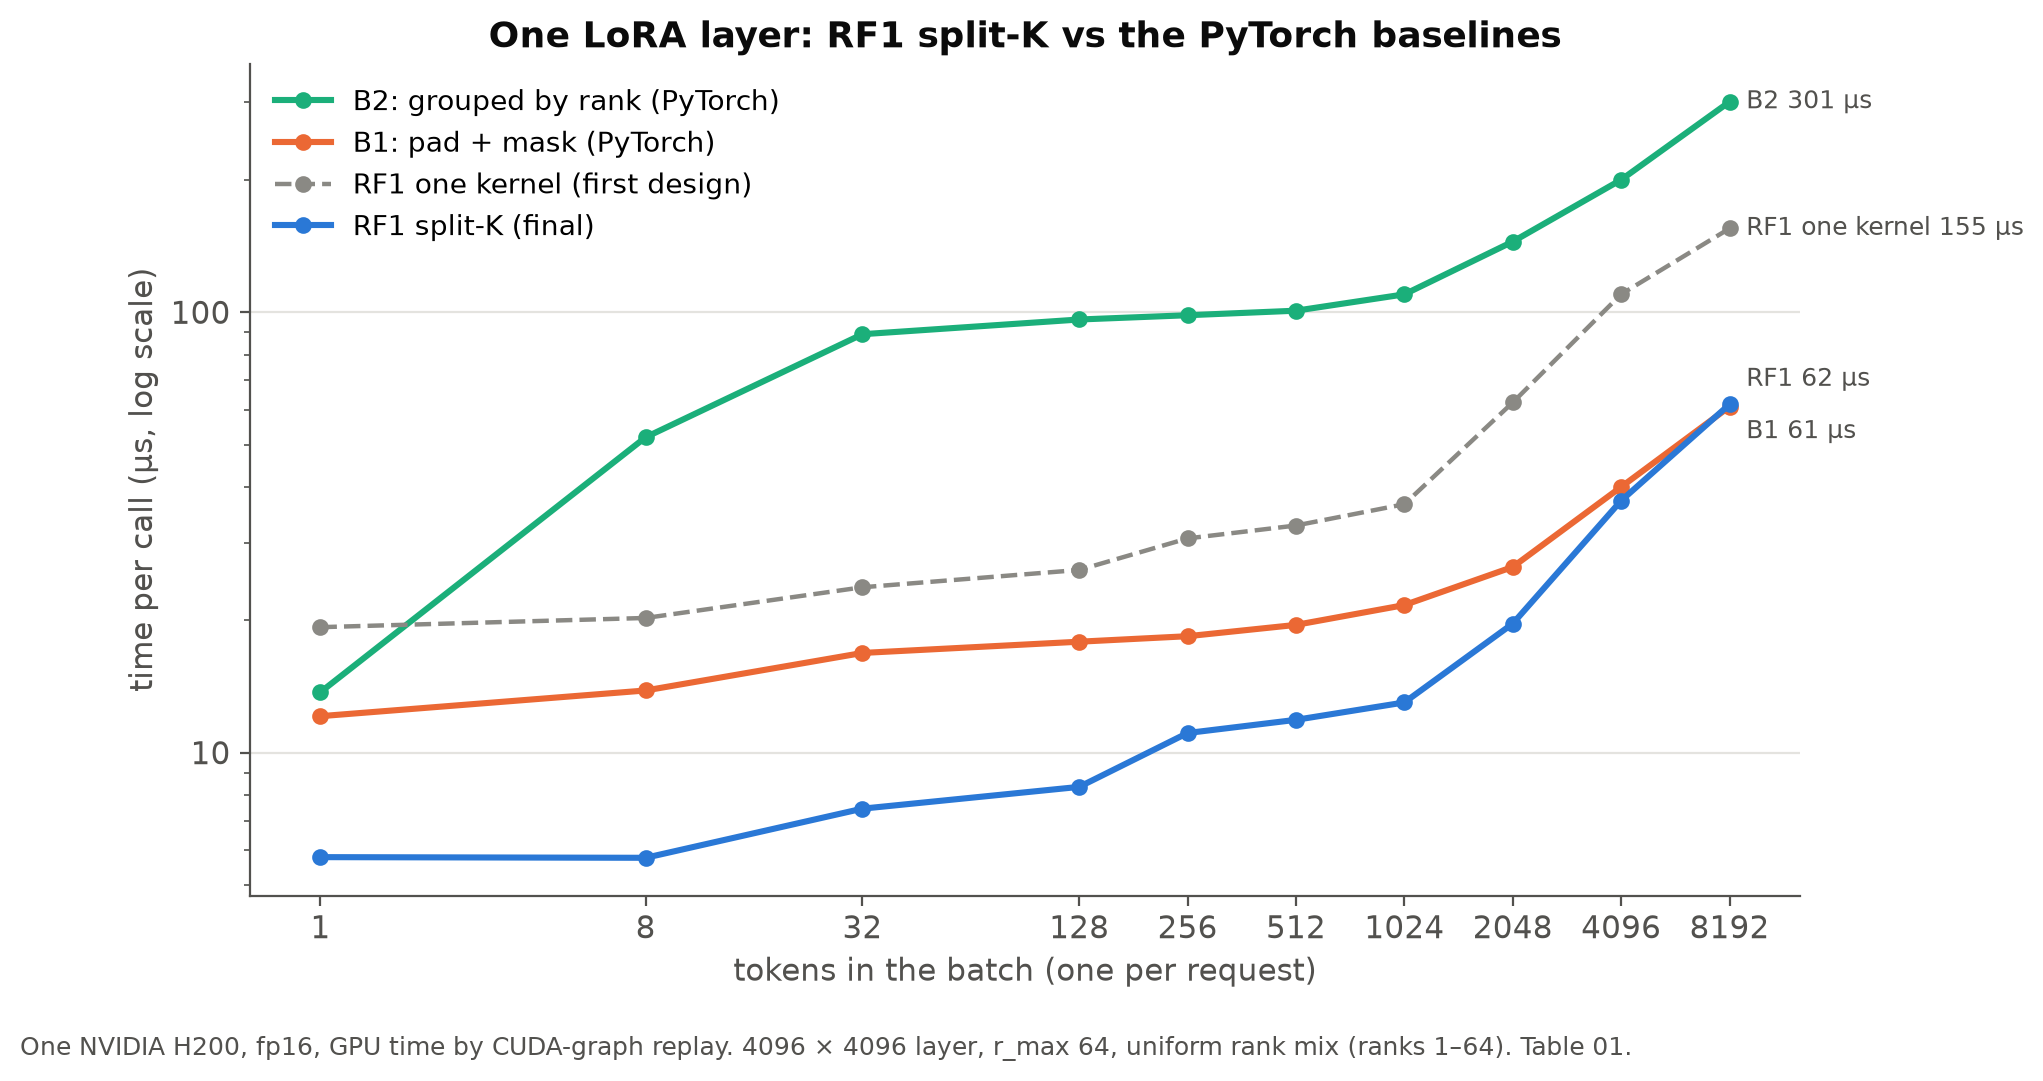 One LoRA layer: RF1 split-K vs the PyTorch baselines
B2: grouped by rank (PyTorch)
B1: pad + mask (PyTorch)
RF1 one kernel (first design)
RF1 split-K (final)
B2 301 µs
RF1 one kernel 155 µs
RF1 62 µs
B1 61 µs
time per call (µs, log scale)
100
10
1 8 32 128 256 512 1024 2048 4096 8192
tokens in the batch (one per request)
One NVIDIA H200, fp16, GPU time by CUDA-graph replay. 4096 × 4096 layer, r_max 64, uniform rank mix (ranks 1–64). Table 01.